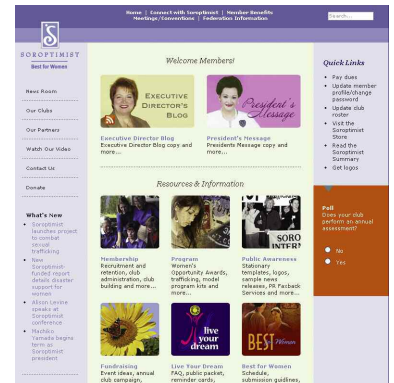 Home | Connect with Soroptimist | Member Benefits
Meetings/Conventions | Federation Information
Search...
S
SOROPTIMIST
Best for Women
News Room
Our Clubs
Our Partners
Watch Our Video
Contact Us
Donate
What's New
Soroptimist
launches project
to combat
sexual
trafficking
New
Soroptimist-
funded report
details disaster
support for
women
Alison Levine
speaks at
Soroptimist
conference
Machiko
Yamada begins
term as
Soroptimist
president
Welcome Members!
EXECUTIVE
DIRECTOR'S
BLOG
President's
Message
Executive Director Blog
Executive Director Blog copy and
more...
President's Message
Presidents Message copy and
more...
Resources & Information
SORO
INTER
Membership
Recruitment and
retention, club
administration, club
building and more...
Program
Women's
Opportunity Awards,
trafficking, model
program kits and
more...
Public Awareness
Stationary
templates, logos,
sample news
releases, PR Faxback
Services and more...
live
your
dream
BEST for Women
Fundraising
Event ideas, annual
club campaign,
Live Your Dream
FAQ, public packet,
reminder cards,
Best for Women
Schedule,
submission guidlines,
Quick Links
Pay dues
Update member
profile/change
password
Update club
roster
Visit the
Soroptimist
Store
Read the
Soroptimist
Summary
Get logos
Poll
Does your club
perform an annual
assessment?
No
Yes